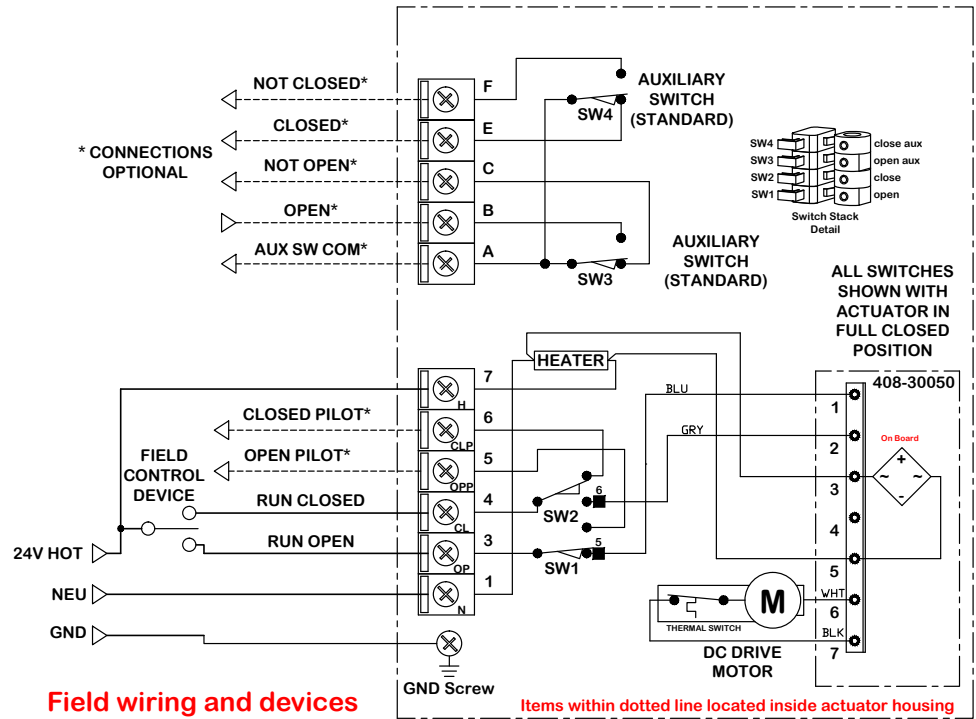 NOT CLOSED*
CLOSED*
* CONNECTIONS
OPTIONAL
NOT OPEN*
OPEN*
AUX SW COM*
F
E
C
B
A
SW4
AUXILIARY
SWITCH
(STANDARD)
SW3
AUXILIARY
SWITCH
(STANDARD)
SW4
SW3
SW2
SW1
close aux
open aux
close
open
Switch Stack
Detail
ALL SWITCHES
SHOWN WITH
ACTUATOR IN
FULL CLOSED
POSITION
408-30050
HEATER
7
H
CLOSED PILOT*
6
CLP
OPEN PILOT*
5
OPP
FIELD
CONTROL
DEVICE
RUN CLOSED
4
CL
RUN OPEN
3
OP
24V HOT
NEU
1
N
GND
GND Screw
SW2
6
SW1
5
BLU
GRY
1
2
3
4
5
6
7
On Board
+
~
~
-
WHT
BLK
M
THERMAL SWITCH
DC DRIVE
MOTOR
Field wiring and devices
Items within dotted line located inside actuator housing